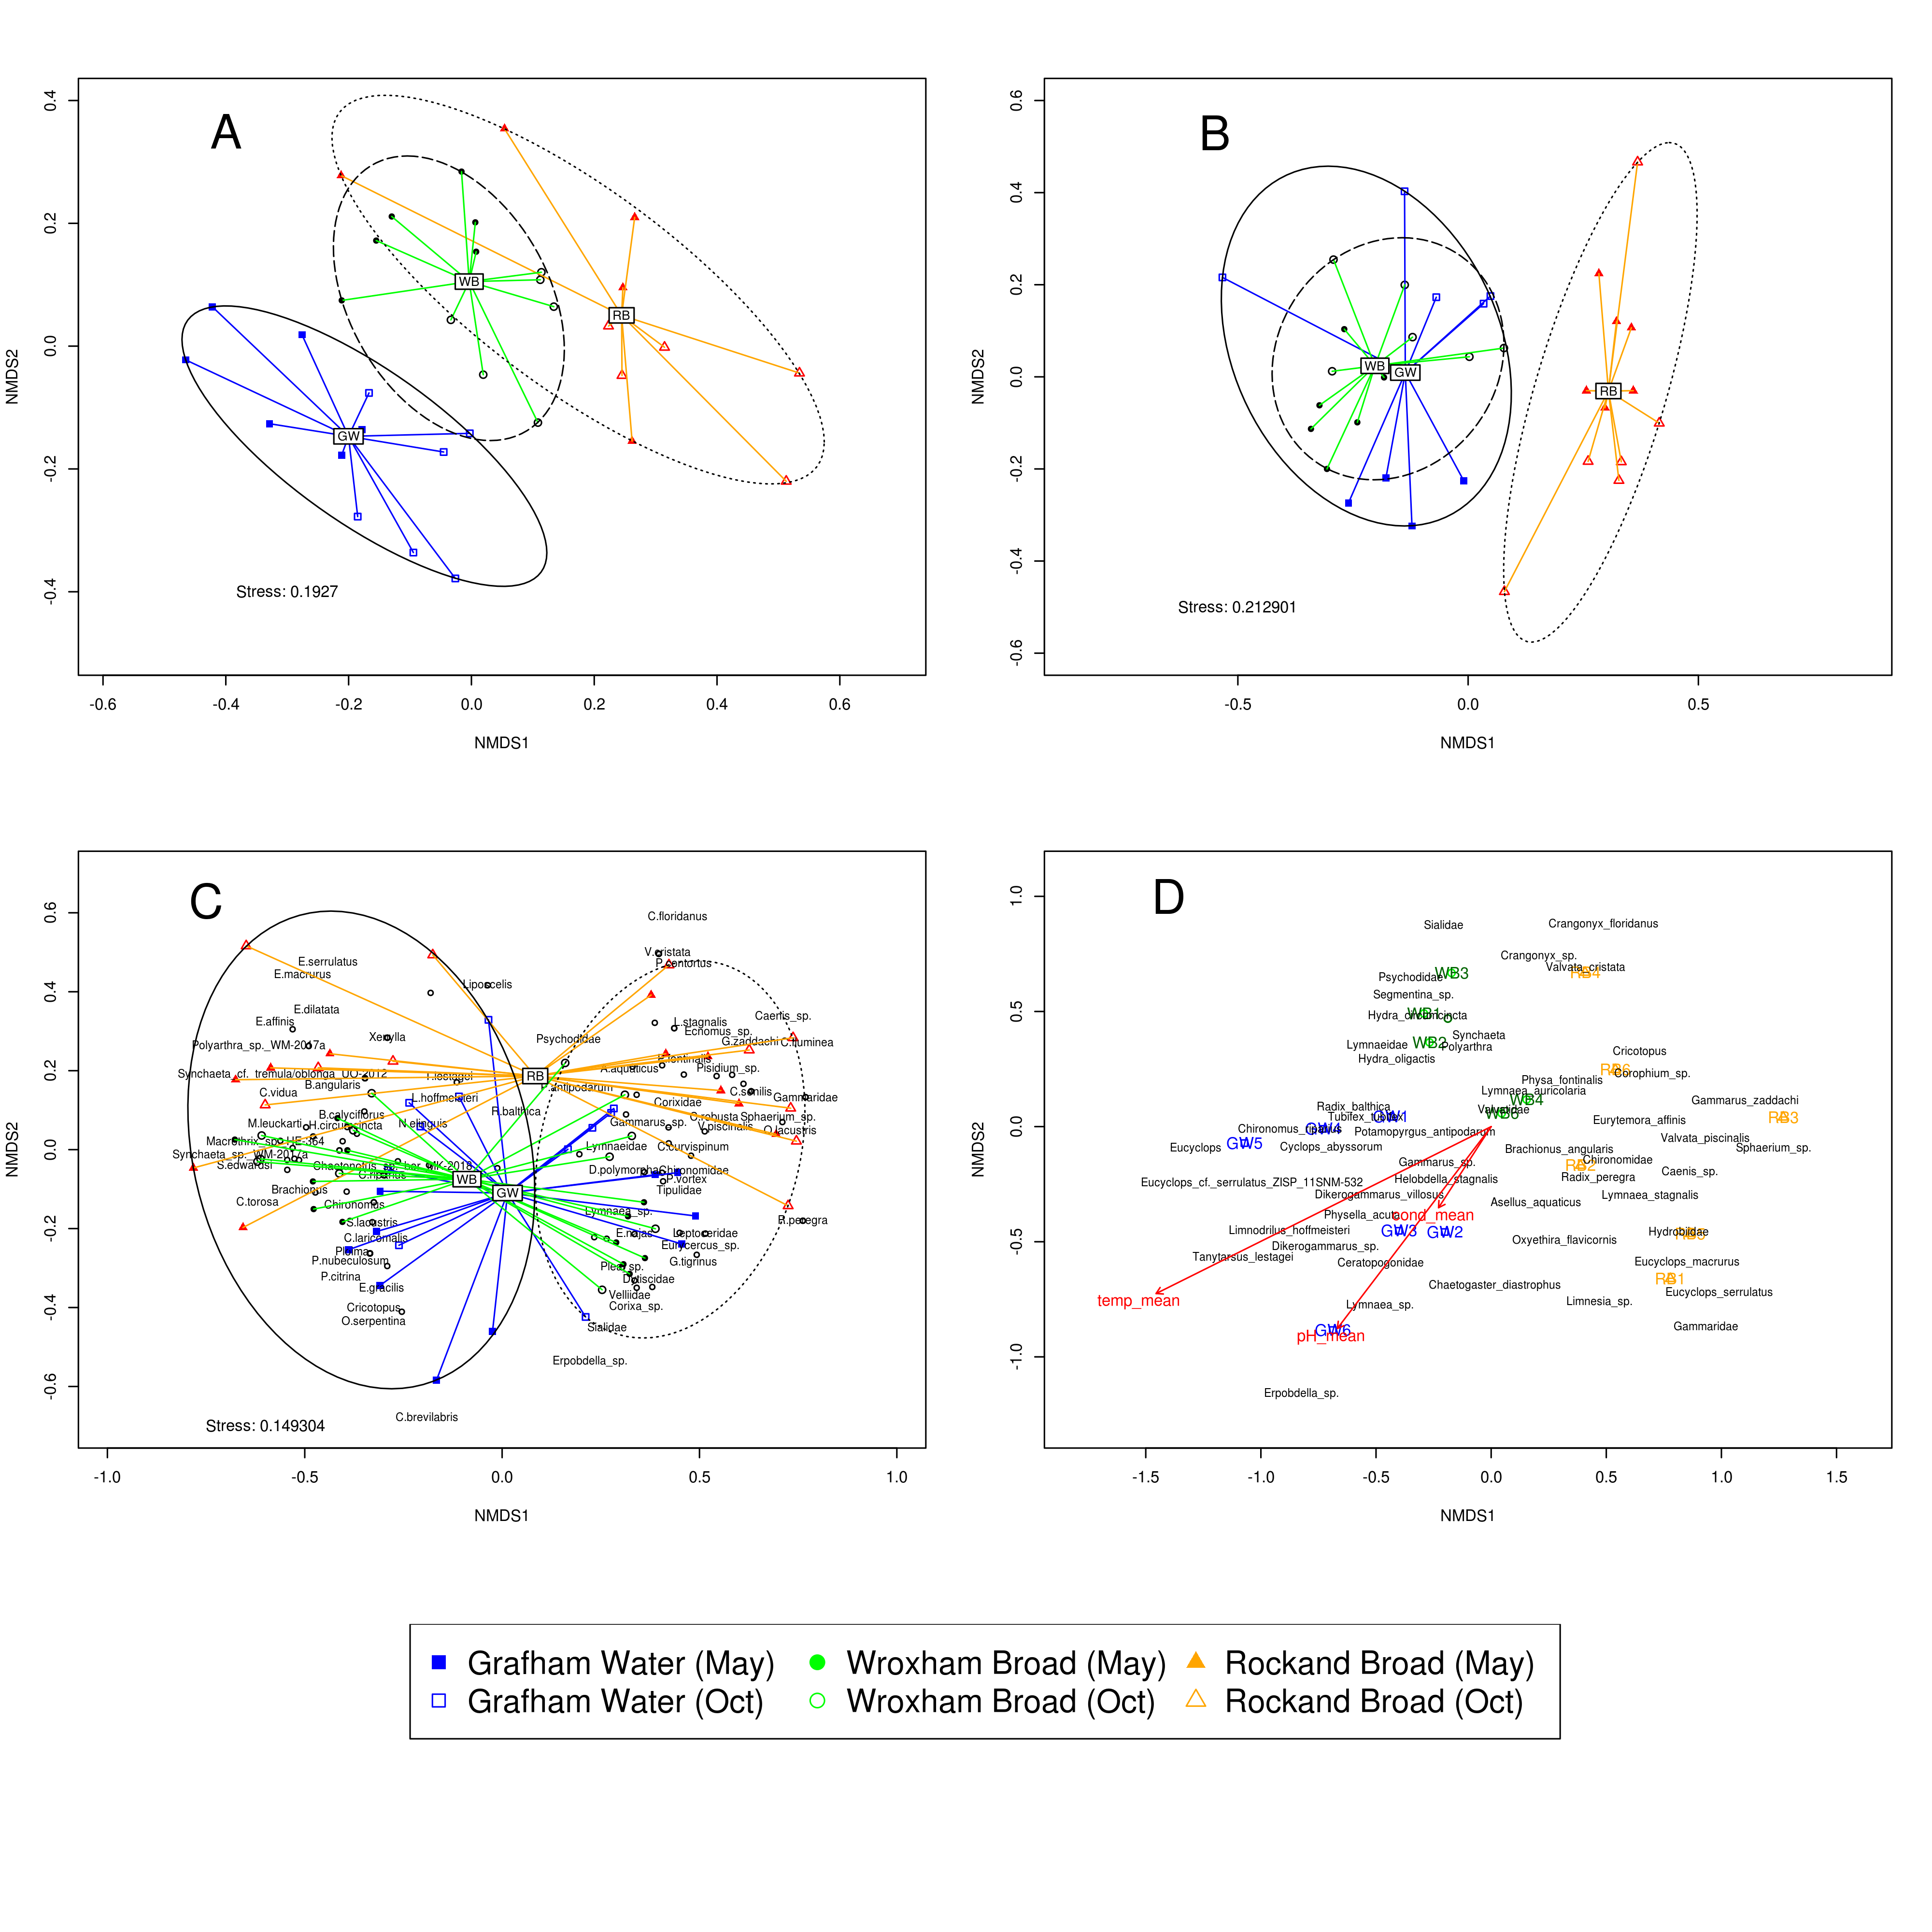 A
0.4
0.2
0.0
-0.2
-0.4
NMDS2
WB
RB
GW
Stress: 0.1927
-0.6 -0.4 -0.2 0.0 0.2 0.4 0.6
NMDS1
B
0.6
0.4
0.2
0.0
-0.2
-0.4
-0.6
NMDS2
WB
GW
RB
Stress: 0.212901
-0.5 0.0 0.5
NMDS1
C
0.6
0.4
0.2
0.0
-0.2
-0.4
-0.6
NMDS2
C.floridanus
V.cristata
P.contortus
E.serrulatus
E.macrurus
Liposcelis
E.dilatata
E.affinis
Caenis_sp.
L.stagnalis
Ecnomus_sp.
Xenylla
Psychodidae
G.zaddachi
C.fluminea
Polyarthra_sp._WM-2017a
P.fontinalis
A.aquaticus
Pisidium_sp.
RB
Synchaeta_cf._tremula/oblonga_UO-2012
T.lestagei
B.angularis
C.vidua
C.senilis
L.hoffmeisteri
Gammaridae
Corixidae
R.balthica
B.calyciflorus
C.robusta
Sphaerium_sp.
M.leuckarti
H.circumcincta
N.elinguis
Gammarus_sp.
V.piscinalis
O.lacustris
Macrothrix_sp._HE-364
Lymnaeidae
C.curvispinum
Synchaeta_sp._WM-2017a
S.edwardsi
Chaetonotus_sp._her_WK-2018
D.polymorpha
Chironomidae
C.riparius
WB
P.vortex
GW
Brachionus
Tipulidae
C.torosa
Chironomus
Lymnaea_sp.
S.lacustris
R.peregra
E.najas
Leptoceridae
C.laricomalis
Eurycercus_sp.
Ploima
P.nubeculosum
G.tigrinus
Plea_sp.
P.citrina
Dytiscidae
E.gracilis
Velliidae
Cricotopus
Corixa_sp.
O.serpentina
Sialidae
Erpobdella_sp.
C.brevilabris
Stress: 0.149304
-1.0 -0.5 0.0 0.5 1.0
NMDS1
D
1.0
0.5
0.0
-0.5
-1.0
NMDS2
Sialidae
Crangonyx_floridanus
Crangonyx_sp.
Valvata_cristata
RB4
WB3
Psychodidae
Segmentina_sp.
WB1
Hydra_circumcincta
Synchaeta
WB2
Lymnaeidae
Polyarthra
Cricotopus
Hydra_oligactis
RB6
Corophium_sp.
Physa_fontinalis
Lymnaea_auricolaria
WB4
Gammarus_zaddachi
Radix_balthica
Valvatidae
WB6
Tubifex_tubifex
GW1
Eurytemora_affinis
RB3
Chironomus_riparius
GW4
Potamopyrgus_antipodarum
Valvata_piscinalis
GW5
Eucyclops
Cyclops_abyssorum
Brachionus_angularis
Sphaerium_sp.
Gammarus_sp.
RB2
Chironomidae
Caenis_sp.
Helobdella_stagnalis
Radix_peregra
Eucyclops_cf._serrulatus_ZISP_11SNM-532
Dikerogammarus_villosus
Lymnaea_stagnalis
Asellus_aquaticus
Physella_acuta
cond_mean
Limnodrilus_hoffmeisteri
GW3
GW2
Hydrobiidae
Oxyethira_flavicornis
Dikerogammarus_sp.
Tanytarsus_lestagei
Ceratopogonidae
Eucyclops_macrurus
RB1
Chaetogaster_diastrophus
Eucyclops_serrulatus
temp_mean
Lymnaea_sp.
Limnesia_sp.
GW6
pH_mean
Gammaridae
Erpobdella_sp.
-1.5 -1.0 -0.5 0.0 0.5 1.0 1.5
NMDS1
Grafham Water (May) Wroxham Broad (May) Rockand Broad (May)
Grafham Water (Oct) Wroxham Broad (Oct) Rockand Broad (Oct)